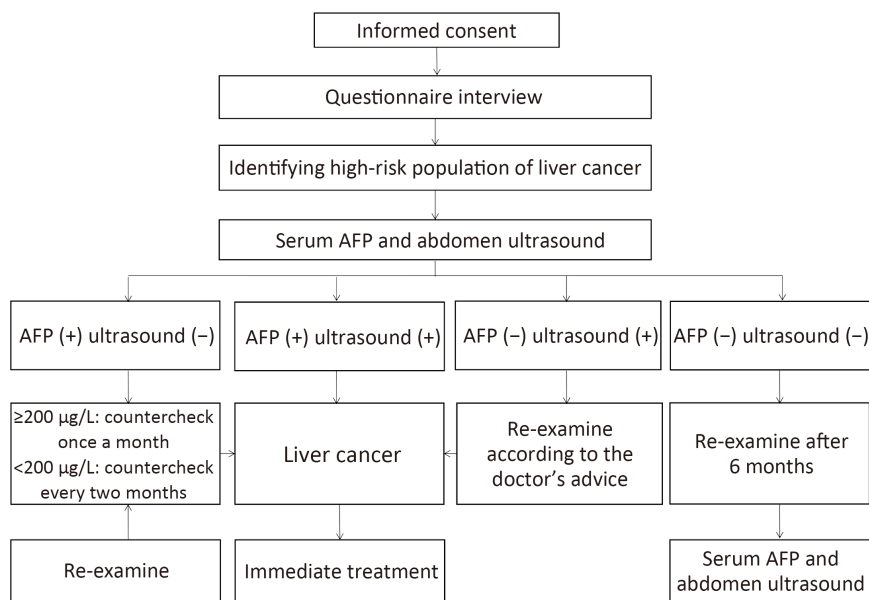 Informed consent
Questionnaire interview
Identifying high-risk population of liver cancer
Serum AFP and abdomen ultrasound
AFP (+) ultrasound (−)
AFP (+) ultrasound (+)
AFP (−) ultrasound (+)
AFP (−) ultrasound (−)
≥200 μg/L: countercheck
once a month
<200 μg/L: countercheck
every two months
Liver cancer
Re-examine
according to the
doctor’s advice
Re-examine after
6 months
Re-examine
Immediate treatment
Serum AFP and
abdomen ultrasound